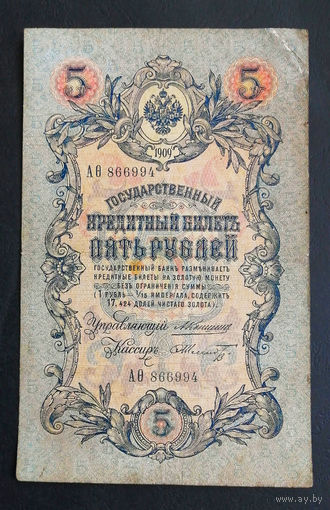 5 5
1909
АѲ 866994
ГОСУДАРСТВЕННЫЙ
КРЕДИТНЫЙ БИЛЕТЪ
ПЯТЬ РУБЛЕЙ
ГОСУДАРСТВЕННЫЙ БАНКЪ РАЗМѢНИВАЕТЪ
КРЕДИТНЫЕ БИЛЕТЫ НА ЗОЛОТУЮ МОНЕТУ
БЕЗЪ ОГРАНИЧЕНІЯ СУММЫ
(1 РУБЛЬ = 1/15 ИМПЕРІАЛА, СОДЕРЖИТЪ
17,424 ДОЛЕЙ ЧИСТАГО ЗОЛОТА).
Управляющій
Кассиръ
АѲ 866994
5
www.ay.by